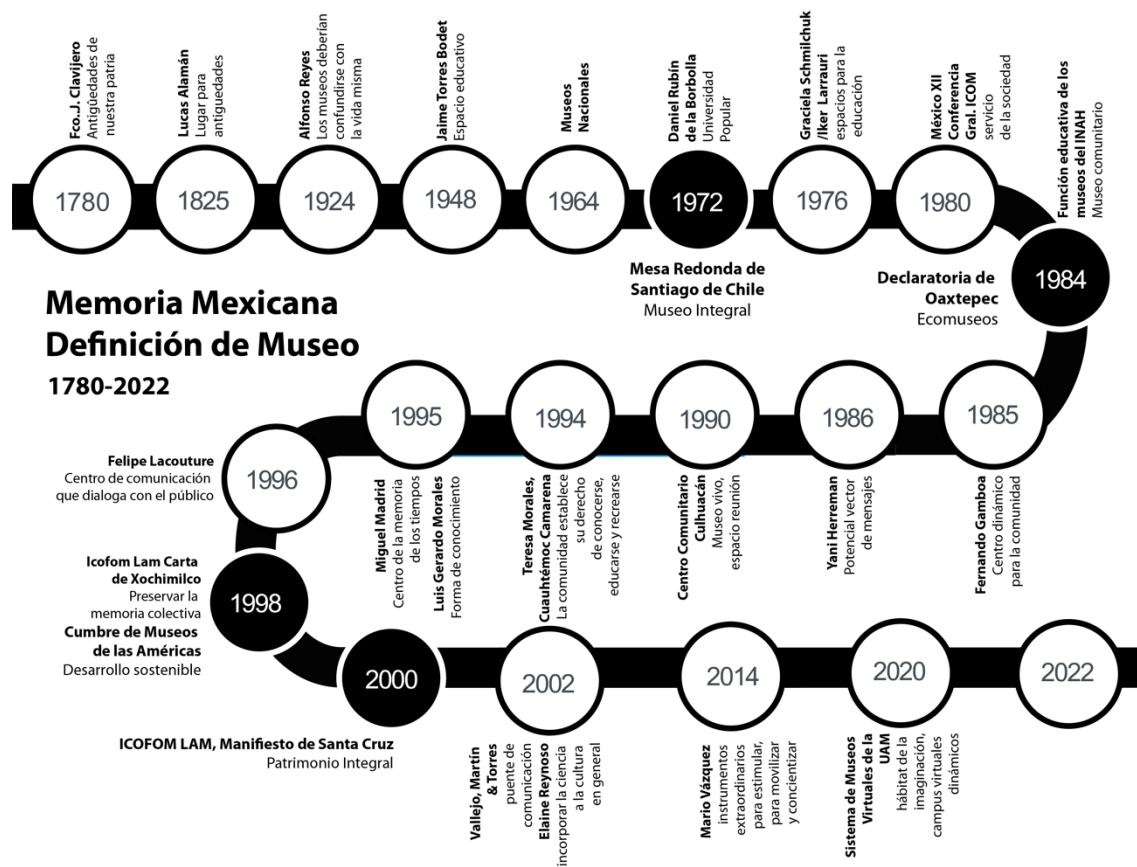 Fco..J. Clavijero
Antigüedades de
nuestra patria
1780
Lucas Alamán
Lugar para
antiguedades
1825
Alfonso Reyes
Los museos deberían
confundirse con
la vida misma
1924
Jaime Torres Bodet
Espacio educativo
1948
Museos
Nacionales
1964
Daniel Rubín
de la Borbolla
Universidad
Popular
1972
Mesa Redonda de
Santiago de Chile
Museo Integral
Graciela Schmilchuk
/Iker Larrauri
espacios para la
educación
1976
México XII
Conferencia
Gral. ICOM
servicio
de la sociedad
1980
Función educativa de los
museos del INAH
Museo comunitario
1984
Declaratoria de
Oaxtepec
Ecomuseos
Memoria Mexicana
Definición de Museo
1780-2022
1985
Fernando Gamboa
Centro dinámico
para la comunidad
1986
Yani Herreman
Potencial vector
de mensajes
1990
Centro Comunitario
Culhuacán
Museo vivo,
espacio reunión
1994
Teresa Morales,
Cuauhtémoc Camarena
La comunidad establece
su derecho
de conocerse,
educarse y recrearse
1995
Miguel Madrid
Centro de la memoria
de los tiempos
Luis Gerardo Morales
Forma de conocimiento
1996
Felipe Lacouture
Centro de comunicación
que dialoga con el público
1998
Icofom Lam Carta
de Xochimilco
Preservar la
memoria colectiva
Cumbre de Museos
de las Américas
Desarrollo sostenible
2000
ICOFOM LAM, Manifiesto de Santa Cruz
Patrimonio Integral
2002
Vallejo, Martín
& Torres
puente de
comunicación
Elaine Reynoso
incorporar la ciencia
a la cultura
en general
2014
Mario Vázquez
instrumentos
extraordinarios
para estimular,
para movilizar
y concientizar
2020
Sistema de Museos
Virtuales de la
UAM
hábitat de la
imaginación,
campus virtuales
dinámicos
2022